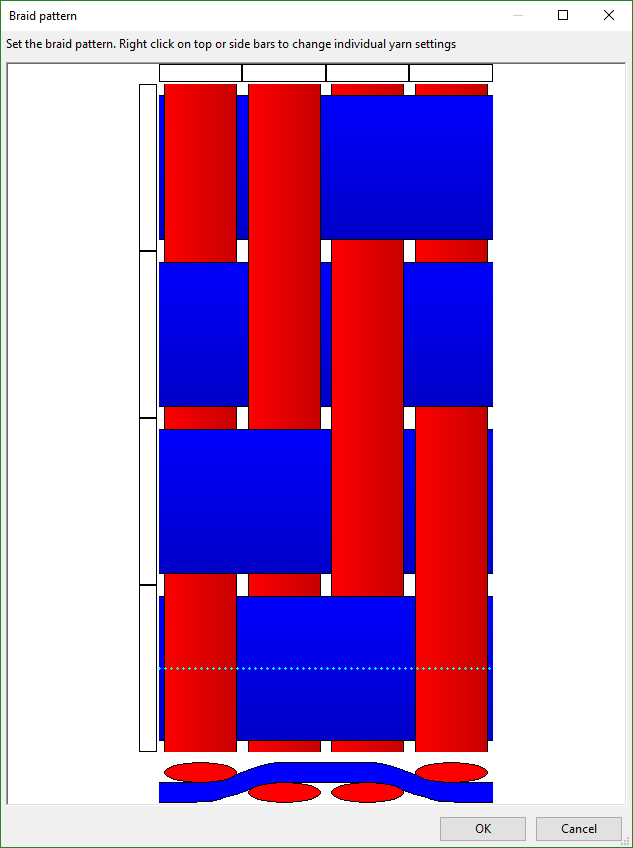 Braid pattern
Set the braid pattern. Right click on top or side bars to change individual yarn settings
OK
Cancel